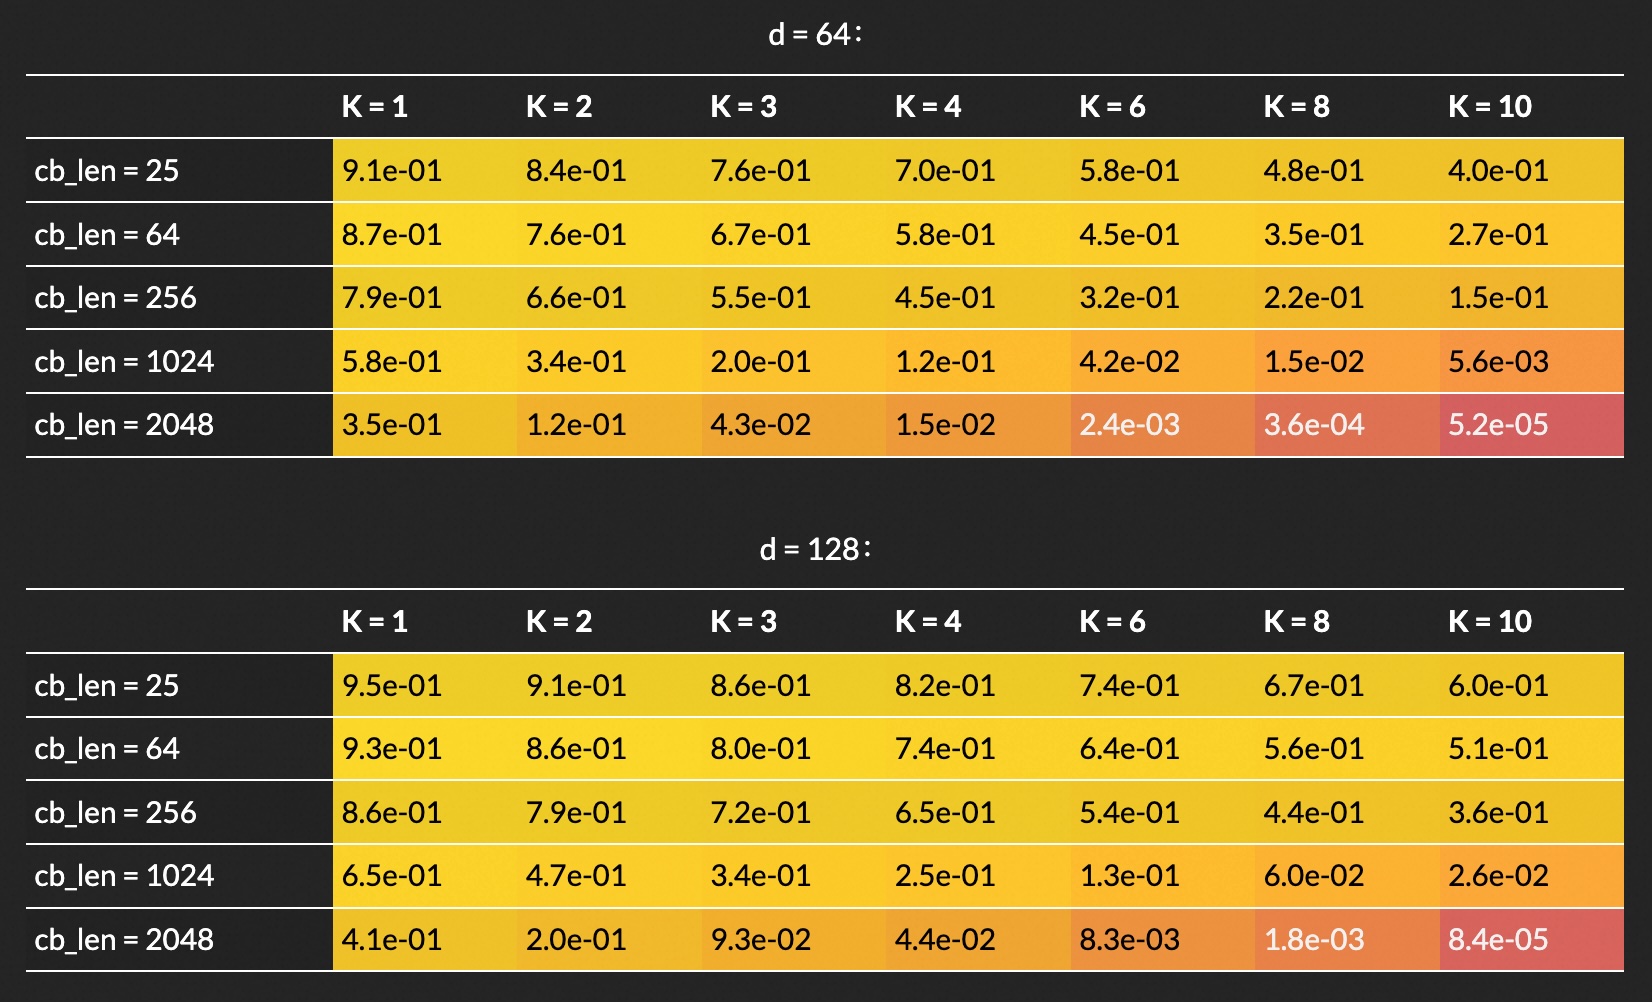 d = 64:
K = 1 K = 2 K = 3 K = 4 K = 6 K = 8 K = 10
cb_len = 25 9.1e-01 8.4e-01 7.6e-01 7.0e-01 5.8e-01 4.8e-01 4.0e-01
cb_len = 64 8.7e-01 7.6e-01 6.7e-01 5.8e-01 4.5e-01 3.5e-01 2.7e-01
cb_len = 256 7.9e-01 6.6e-01 5.5e-01 4.5e-01 3.2e-01 2.2e-01 1.5e-01
cb_len = 1024 5.8e-01 3.4e-01 2.0e-01 1.2e-01 4.2e-02 1.5e-02 5.6e-03
cb_len = 2048 3.5e-01 1.2e-01 4.3e-02 1.5e-02 2.4e-03 3.6e-04 5.2e-05
d = 128:
K = 1 K = 2 K = 3 K = 4 K = 6 K = 8 K = 10
cb_len = 25 9.5e-01 9.1e-01 8.6e-01 8.2e-01 7.4e-01 6.7e-01 6.0e-01
cb_len = 64 9.3e-01 8.6e-01 8.0e-01 7.4e-01 6.4e-01 5.6e-01 5.1e-01
cb_len = 256 8.6e-01 7.9e-01 7.2e-01 6.5e-01 5.4e-01 4.4e-01 3.6e-01
cb_len = 1024 6.5e-01 4.7e-01 3.4e-01 2.5e-01 1.3e-01 6.0e-02 2.6e-02
cb_len = 2048 4.1e-01 2.0e-01 9.3e-02 4.4e-02 8.3e-03 1.8e-03 8.4e-05